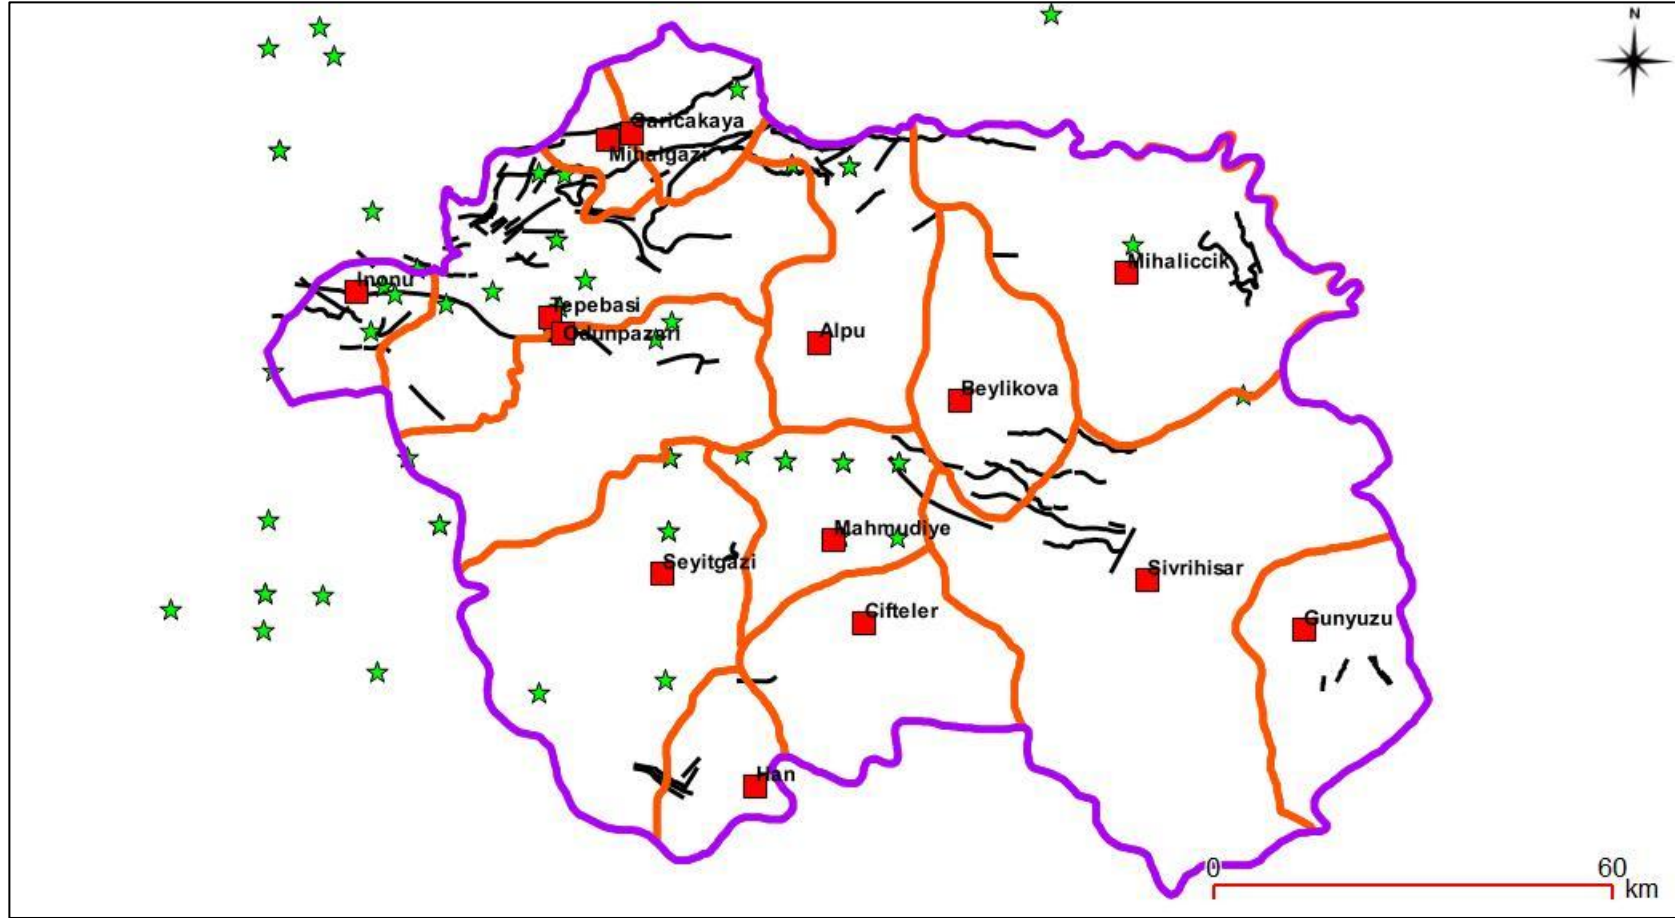 N
Saricakaya
Mihalgazi
Mihaliccik
Inonu
Tepebasi
Odunpazari
Alpu
Beylikova
Mahmudiye
Seyitgazi
Sivrihisar
Cifteler
Gunyuzu
Han
0 60
km